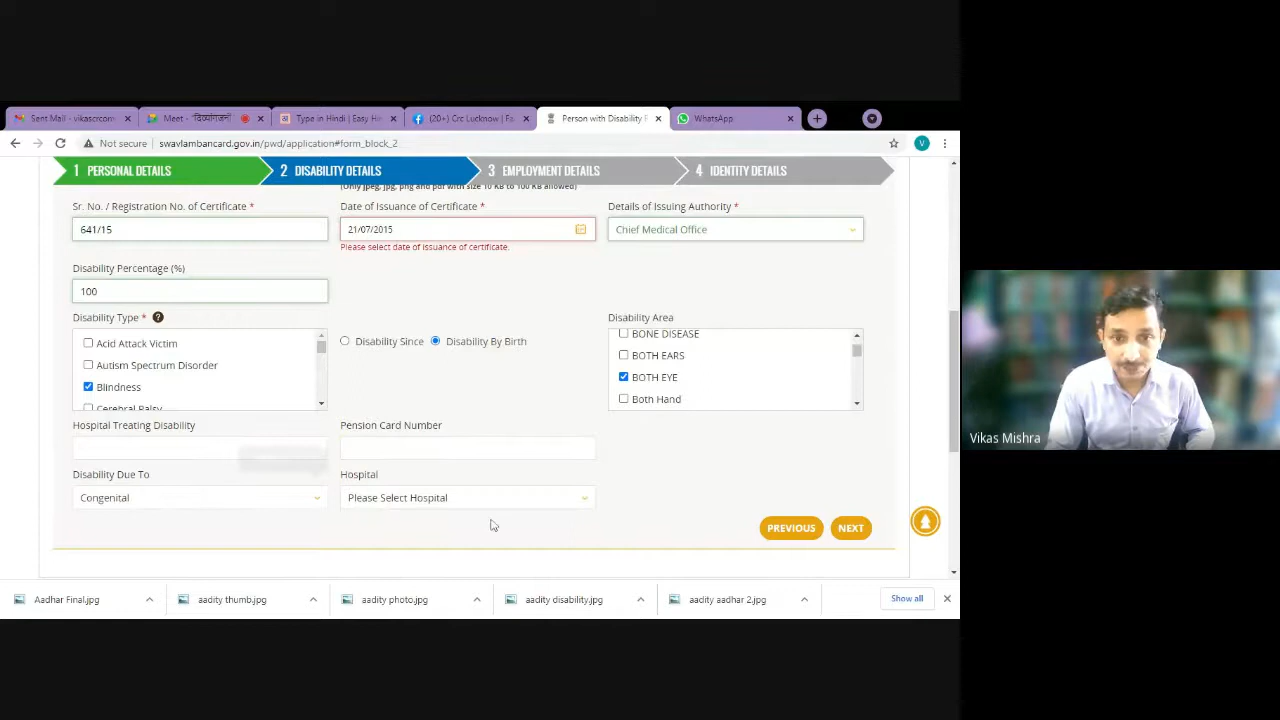 Sent Mail - vikascrcom
Meet - "दिव्यांगजनों
Type in Hindi | Easy Hin
(20+) Crc Lucknow | Fa
Person with Disability R
WhatsApp
Not secure
swavlambancard.gov.in/pwd/application#form_block_2
V
1 PERSONAL DETAILS
2 DISABILITY DETAILS
3 EMPLOYMENT DETAILS
4 IDENTITY DETAILS
(Only jpeg, jpg, png and pdf with size 10 KB to 100 KB allowed)
Sr. No. / Registration No. of Certificate *
Date of Issuance of Certificate *
Details of Issuing Authority *
641/15
21/07/2015
Chief Medical Office
Please select date of issuance of certificate.
Disability Percentage (%)
100
Disability Type * ?
Disability Area
Acid Attack Victim
Autism Spectrum Disorder
Blindness
Cerebral Palsy
Disability Since
Disability By Birth
BONE DISEASE
BOTH EARS
BOTH EYE
Both Hand
Hospital Treating Disability
Pension Card Number
Disability Due To
Hospital
Congenital
Please Select Hospital
PREVIOUS
NEXT
Aadhar Final.jpg
aadity thumb.jpg
aadity photo.jpg
aadity disability.jpg
aadity aadhar 2.jpg
Show all
Vikas Mishra